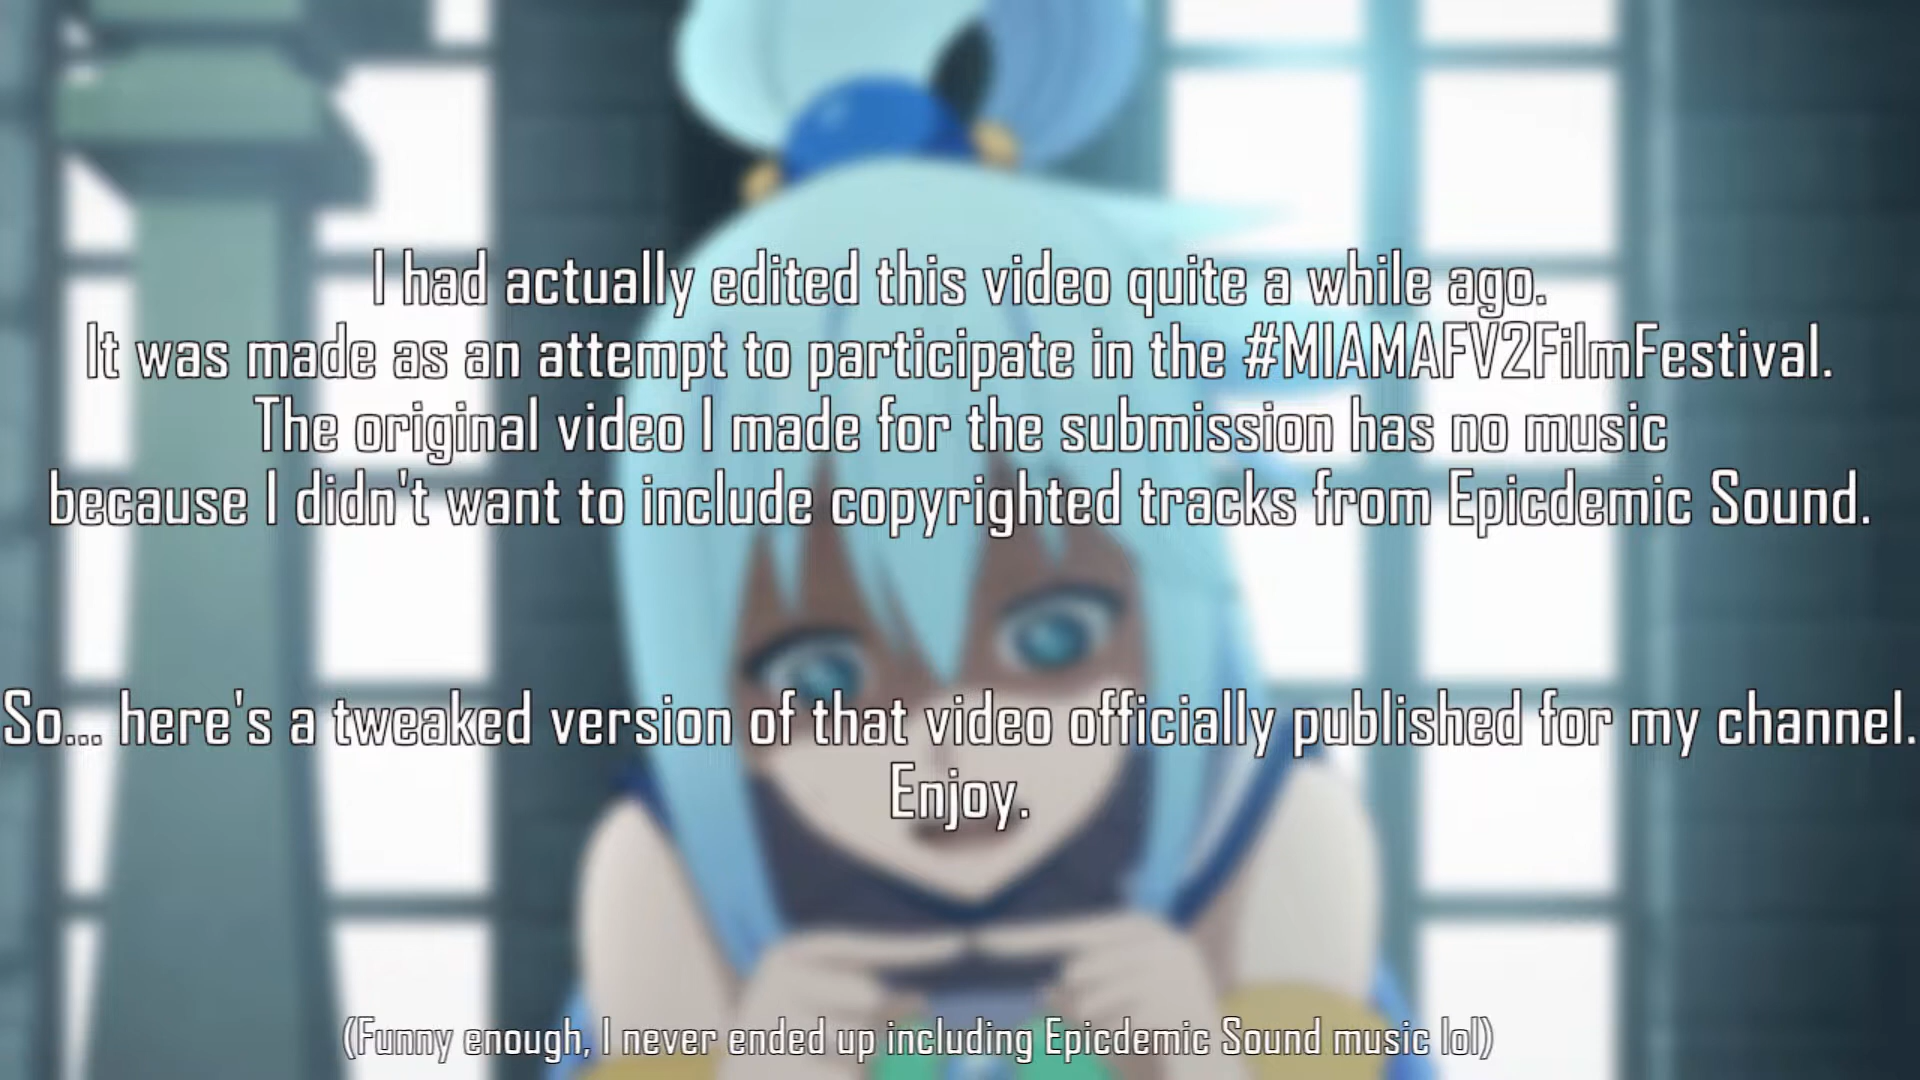 I had actually edited this video quite a while ago.
It was made as an attempt to participate in the #MIAMAFV2FilmFestival.
The original video I made for the submission has no music
because I didn't want to include copyrighted tracks from Epicdemic Sound.
So... here's a tweaked version of that video officially published for my channel.
Enjoy.
(Funny enough, I never ended up including Epicdemic Sound music lol)